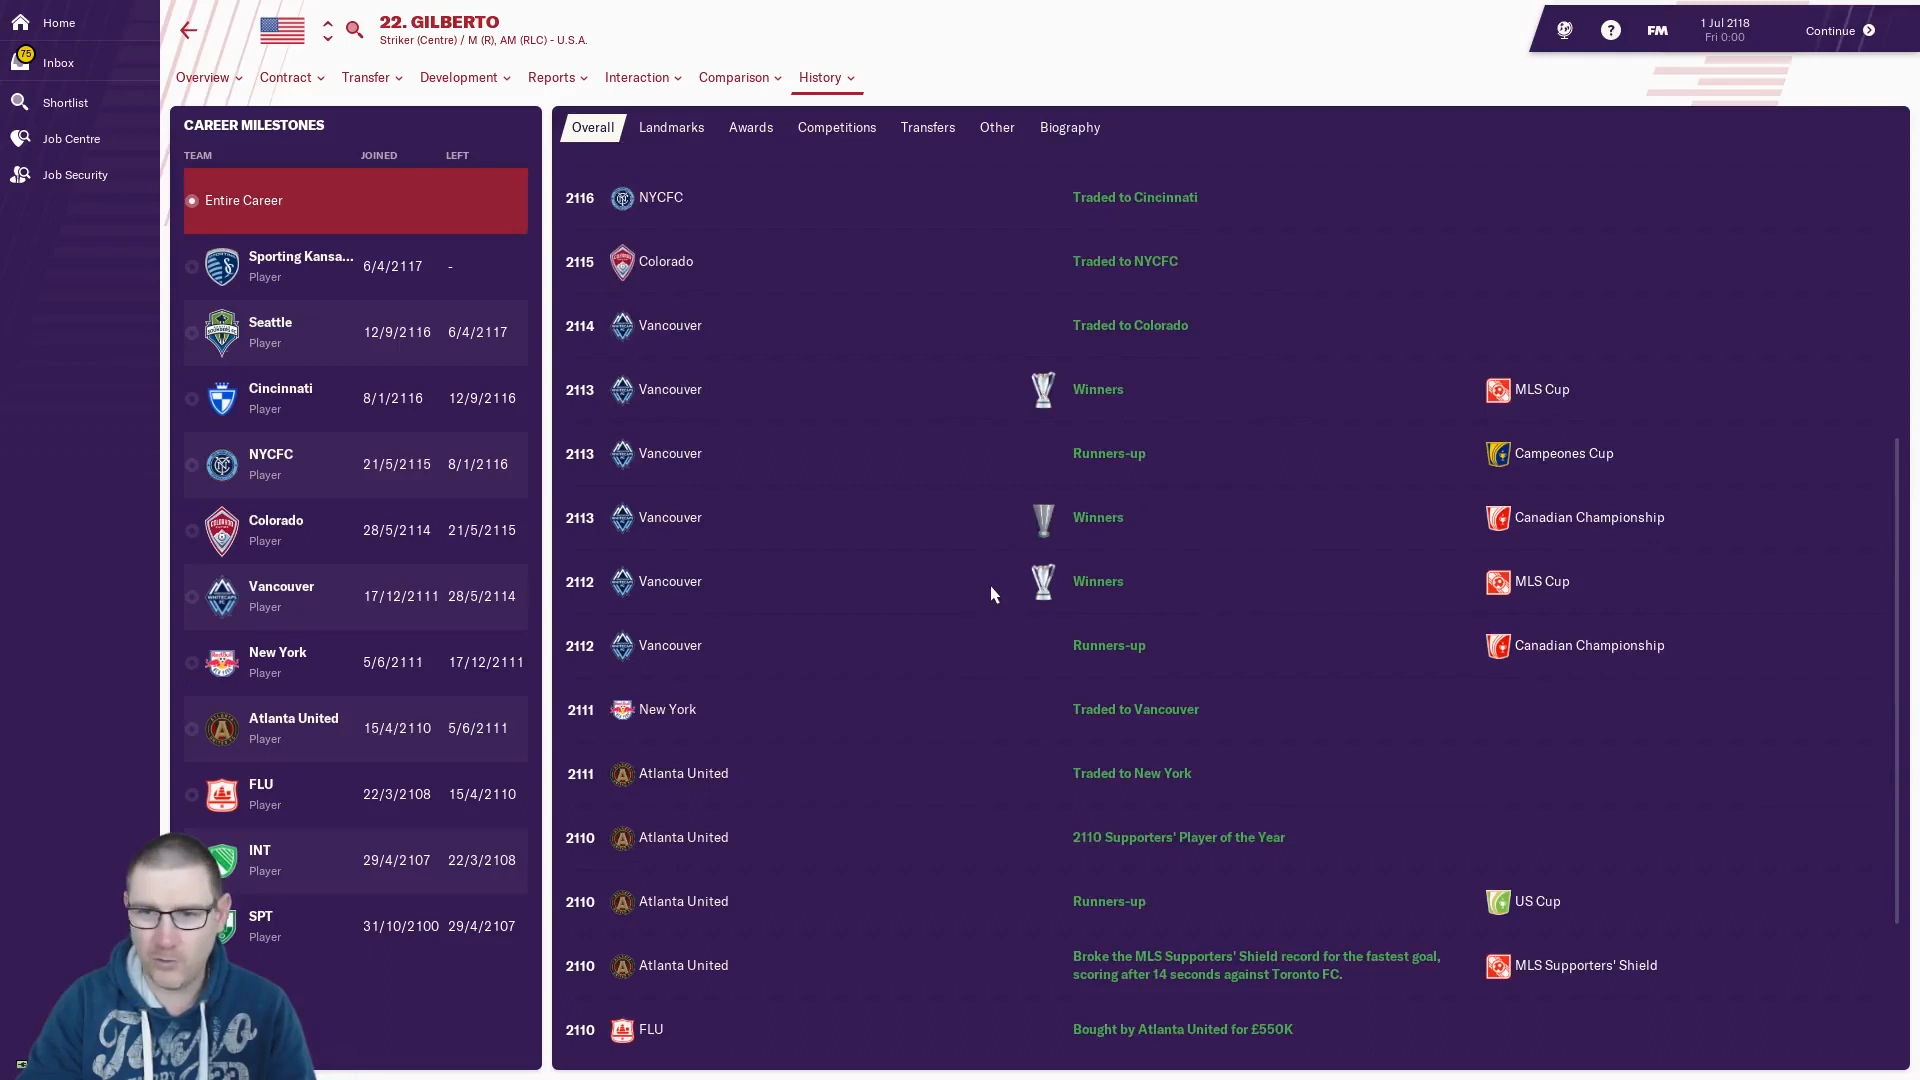 Home
75
Inbox
Shortlist
Job Centre
Job Security
22. GILBERTO
Striker (Centre) / M (R), AM (RLC) - U.S.A.
?
FM
1 Jul 2118
Fri 0:00
Continue
Overview
Contract
Transfer
Development
Reports
Interaction
Comparison
History
CAREER MILESTONES
TEAM JOINED LEFT
Entire Career
Sporting Kansa... 6/4/2117 -
Player
Seattle 12/9/2116 6/4/2117
Player
Cincinnati 8/1/2116 12/9/2116
Player
NYCFC 21/5/2115 8/1/2116
Player
Colorado 28/5/2114 21/5/2115
Player
Vancouver 17/12/2111 28/5/2114
Player
New York 5/6/2111 17/12/2111
Player
Atlanta United 15/4/2110 5/6/2111
Player
FLU 22/3/2108 15/4/2110
Player
INT 29/4/2107 22/3/2108
Player
SPT 31/10/2100 29/4/2107
Player
Overall Landmarks Awards Competitions Transfers Other Biography
2116 NYCFC Traded to Cincinnati
2115 Colorado Traded to NYCFC
2114 Vancouver Traded to Colorado
2113 Vancouver Winners MLS Cup
2113 Vancouver Runners-up Campeones Cup
2113 Vancouver Winners Canadian Championship
2112 Vancouver Winners MLS Cup
2112 Vancouver Runners-up Canadian Championship
2111 New York Traded to Vancouver
2111 Atlanta United Traded to New York
2110 Atlanta United 2110 Supporters' Player of the Year
2110 Atlanta United Runners-up US Cup
2110 Atlanta United Broke the MLS Supporters' Shield record for the fastest goal, scoring after 14 seconds against Toronto FC. MLS Supporters' Shield
2110 FLU Bought by Atlanta United for £550K